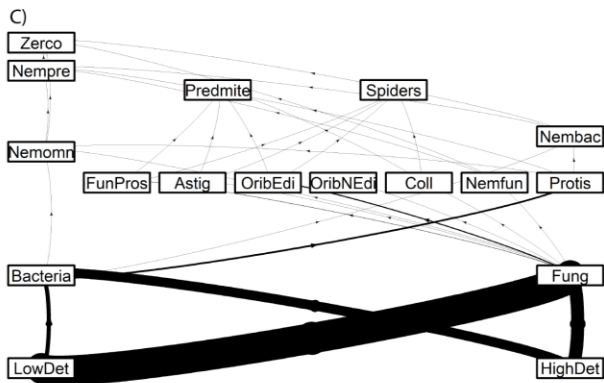 C)
Zerco
Nempre
Predmite Spiders
Nembac
Nemomn
FunPros Astig OribEdi OribNEdi Coll Nemfun Protis
Bacteria Fung
LowDet HighDet